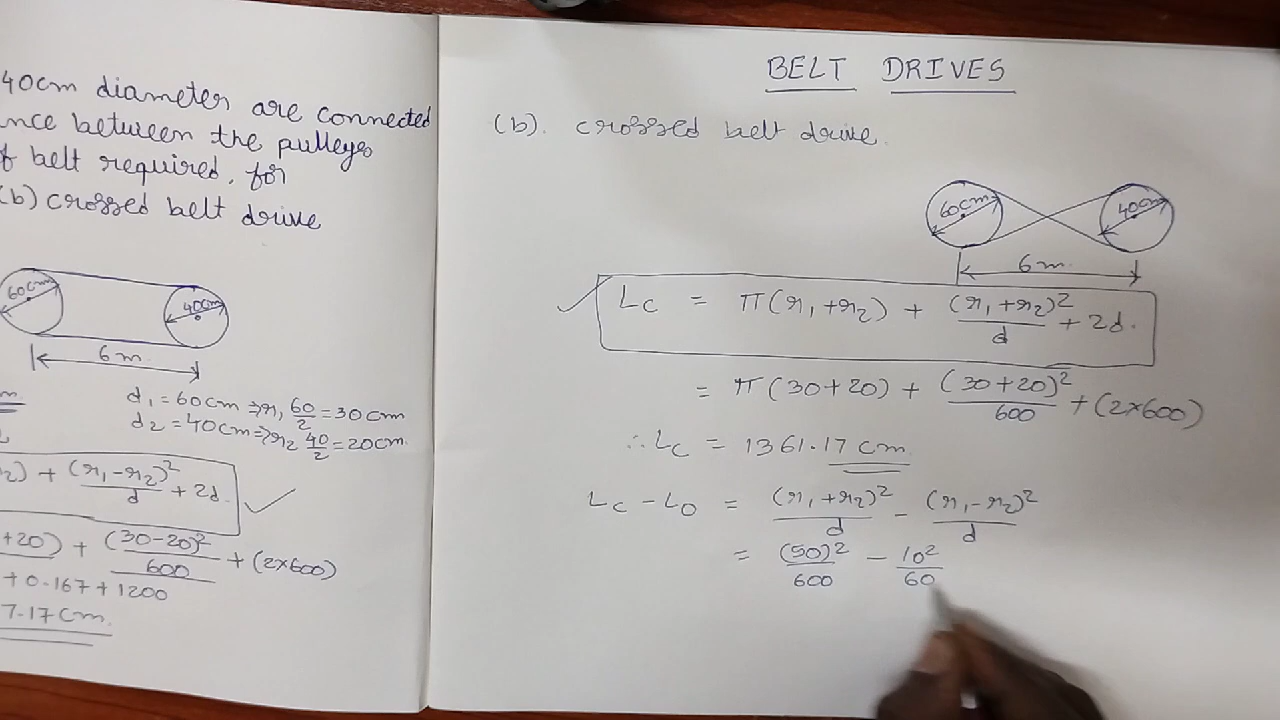 40cm diameter are connected
nce between the pulleys
f belt required, for
(b) crossed belt drive
60cm
40cm
6m
d1 = 60cm ⇒ r1 60/2 = 30cm
d2 = 40cm ⇒ r2 40/2 = 20cm.
2) + (r1-r2)²/d + 2d.
+20) + (30-20)²/600 + (2×600)
+ 0.167 + 1200
7.17 cm.
BELT DRIVES
(b). crossed belt drive.
60cm
40cm
6m
Lc = π(r1+r2) + (r1+r2)²/d + 2d.
= π(30+20) + (30+20)²/600 + (2×600)
∴ Lc = 1361.17 cm
Lc - Lo = (r1+r2)²/d - (r1-r2)²/d
= (50)²/600 - 10²/60